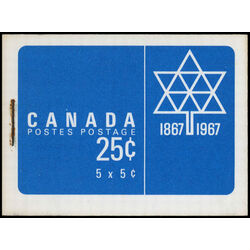 CANADA
POSTES POSTAGE
25¢
5 x 5¢
1867 1967